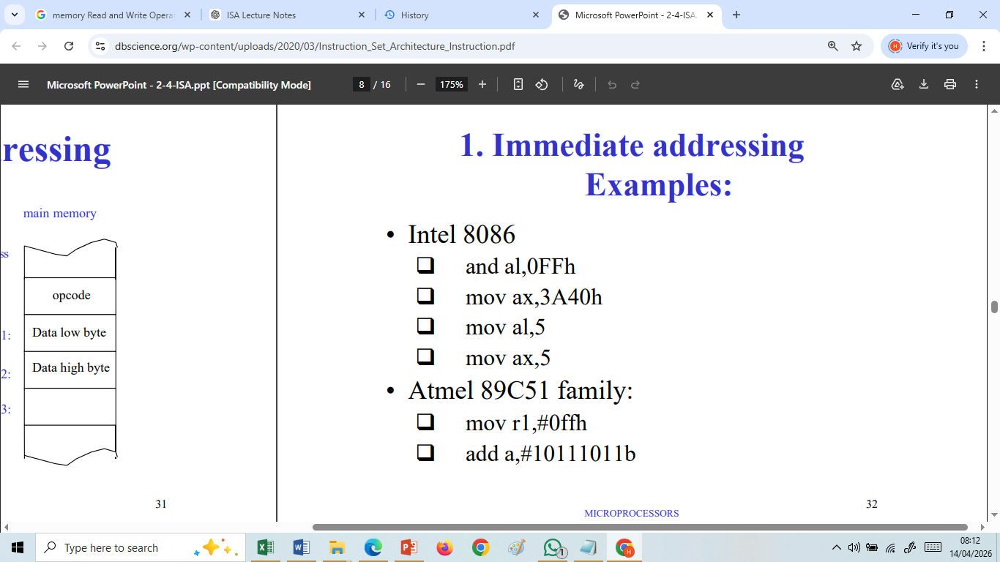 memory Read and Write Opera
ISA Lecture Notes
History
Microsoft PowerPoint - 2-4-ISA.
dbscience.org/wp-content/uploads/2020/03/Instruction_Set_Architecture_Instruction.pdf
H
Verify it's you
Microsoft PowerPoint - 2-4-ISA.ppt [Compatibility Mode]
8 / 16
175%
ressing
main memory
ss
opcode
1:
Data low byte
2:
Data high byte
3:
31
1. Immediate addressing
Examples:
• Intel 8086
❑ and al,0FFh
❑ mov ax,3A40h
❑ mov al,5
❑ mov ax,5
• Atmel 89C51 family:
❑ mov r1,#0ffh
❑ add a,#10111011b
32
MICROPROCESSORS
Type here to search
1
H
08:12
14/04/2026